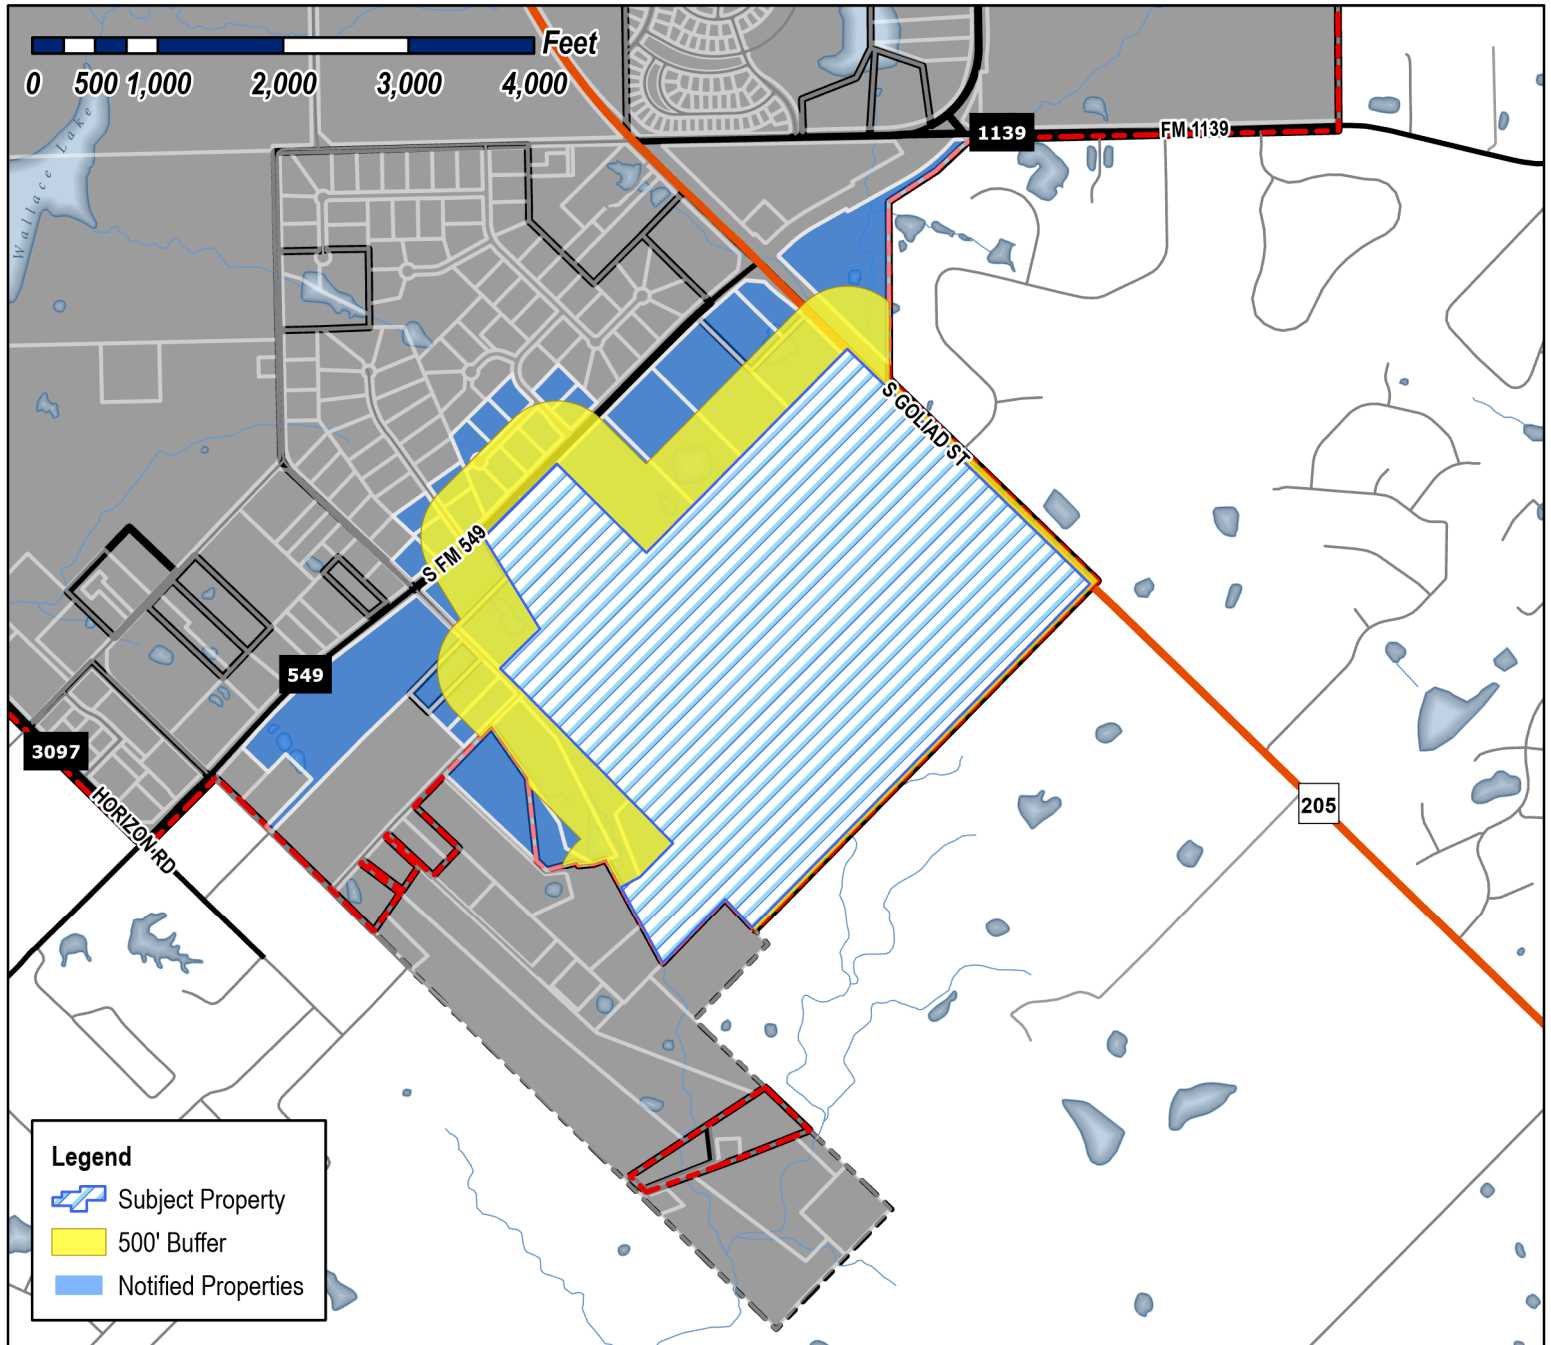 Feet
0 500 1,000 2,000 3,000 4,000
Wallace Lake
1139
FM 1139
S GOLIAD ST
S FM 549
549
3097
HORIZON RD
205
Legend
Subject Property
500' Buffer
Notified Properties